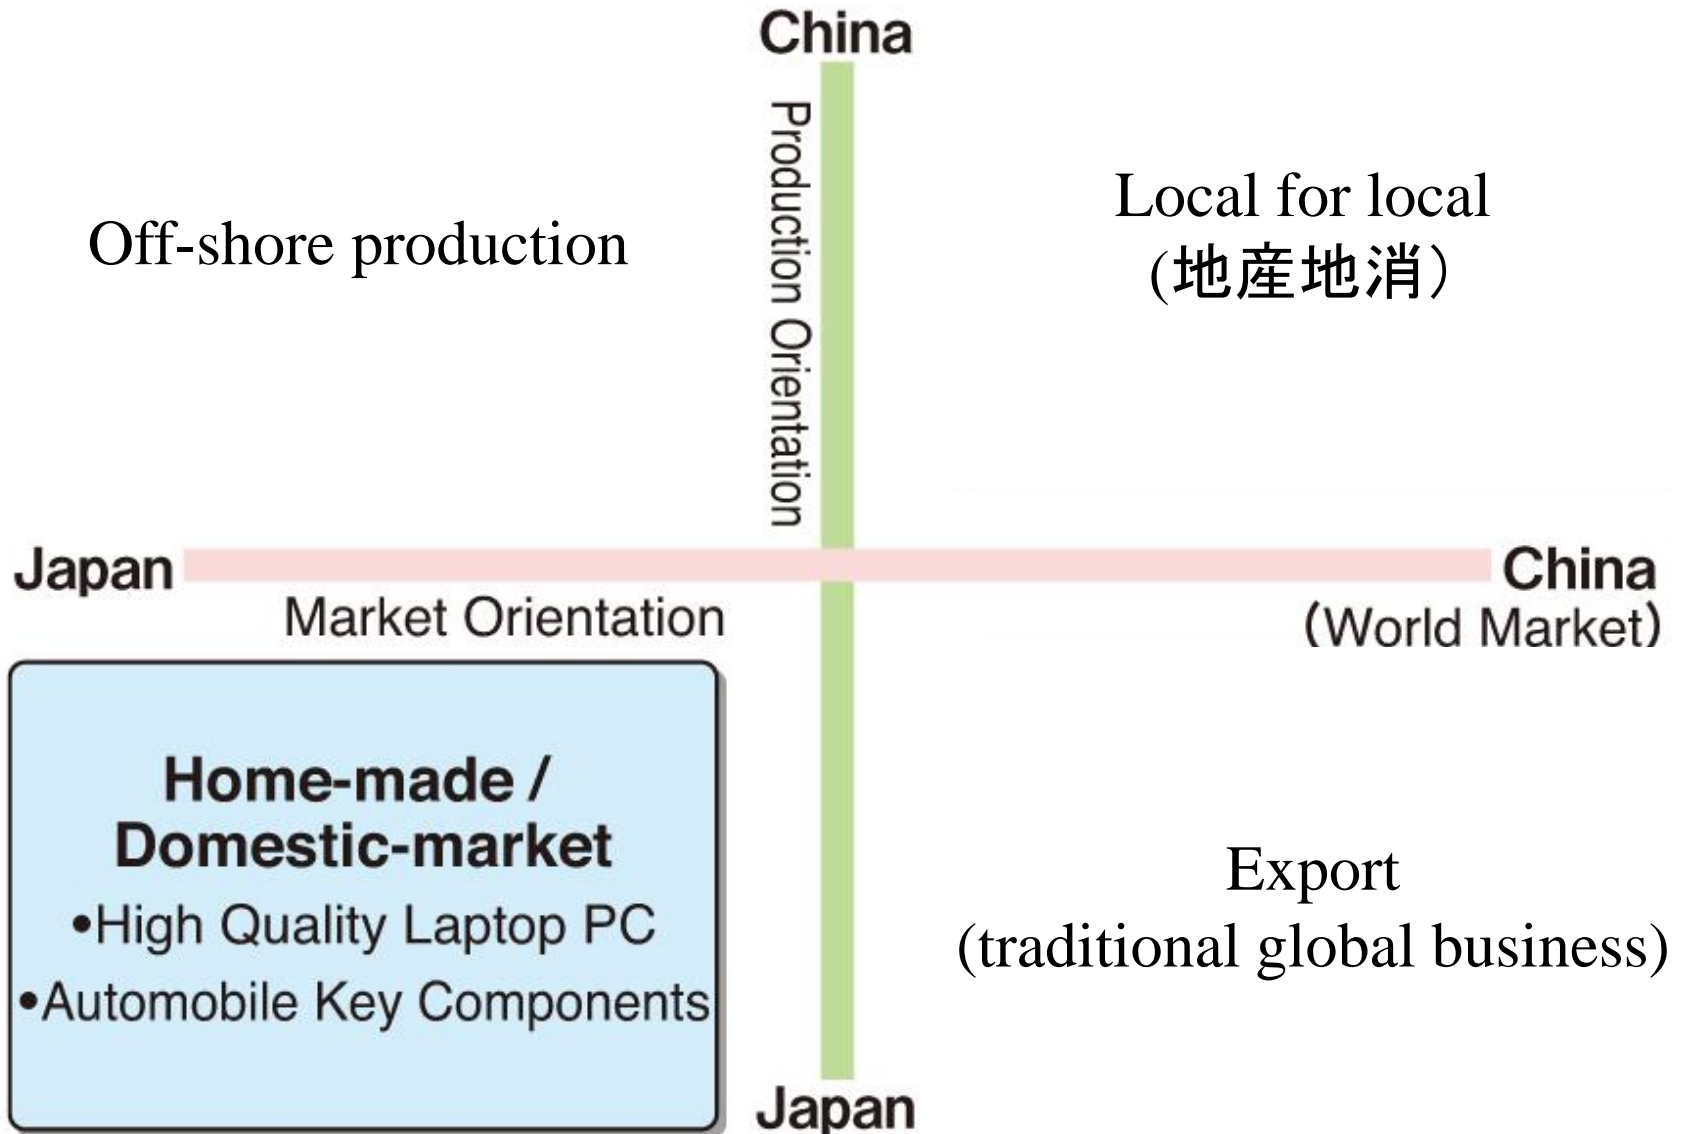 China
Production Orientation
Off-shore production
Local for local
(地産地消）
Japan
China
Market Orientation
(World Market)
Home-made /
Domestic-market
•High Quality Laptop PC
•Automobile Key Components
Export
(traditional global business)
Japan